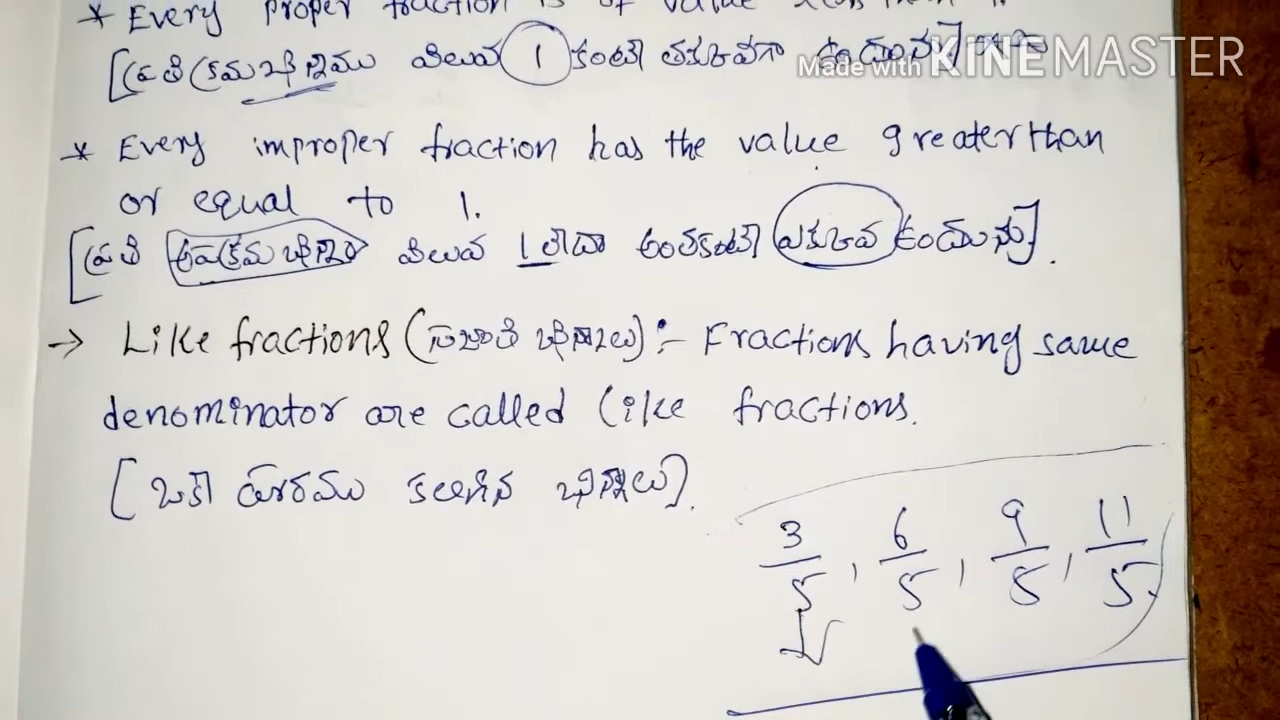 * Every proper fraction is of value less than 1.
[ప్రతి క్రమభిన్నము విలువ 1 కంటే తక్కువగా ఉండును]
Made with KINEMASTER
* Every improper fraction has the value greater than
or equal to 1.
[ప్రతి అపక్రమ భిన్నం విలువ 1 లేదా అంతకంటే ఎక్కువ ఉండును].
→ Like fractions (సజాతి భిన్నాలు) :- Fractions having same
denominator are called like fractions.
[ఒకే హారము కలిగిన భిన్నాలు].
3/5, 6/5, 9/5, 11/5